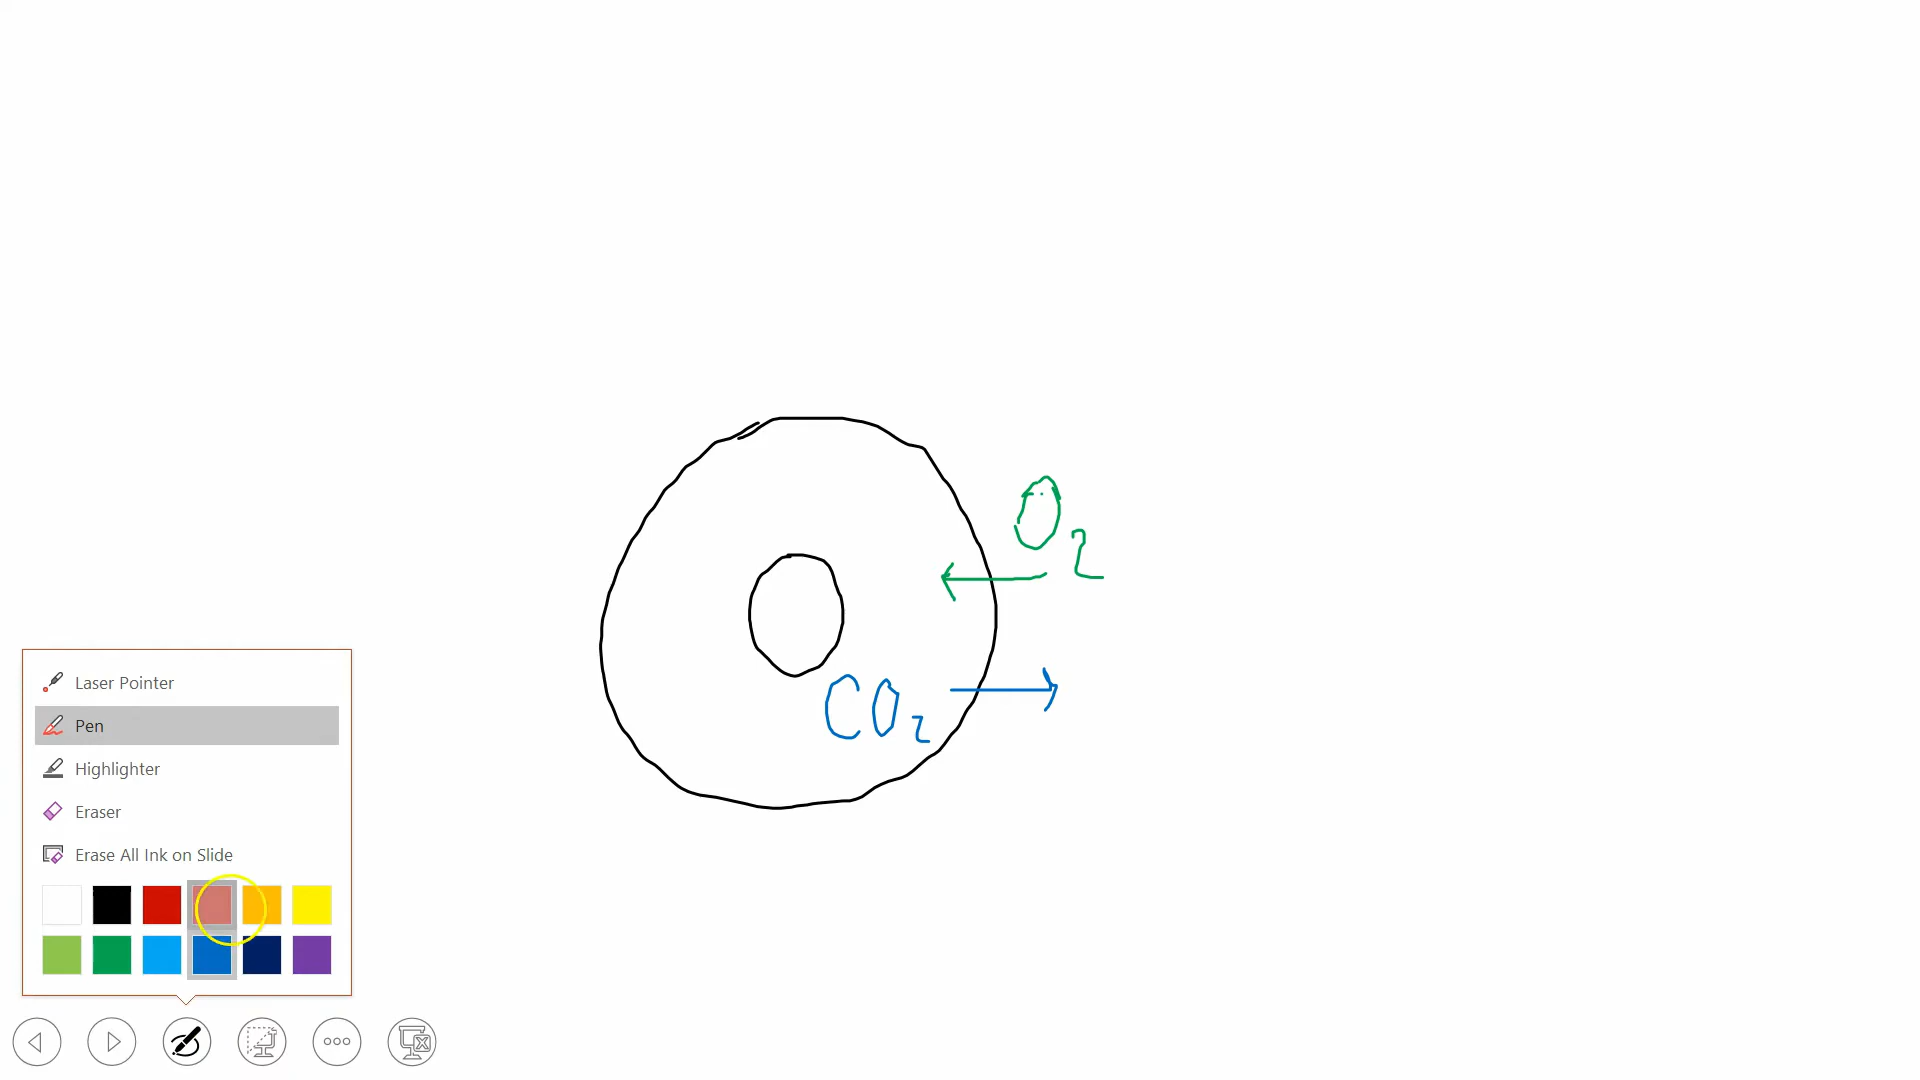 O2
CO2
Laser Pointer
Pen
Highlighter
Eraser
Erase All Ink on Slide